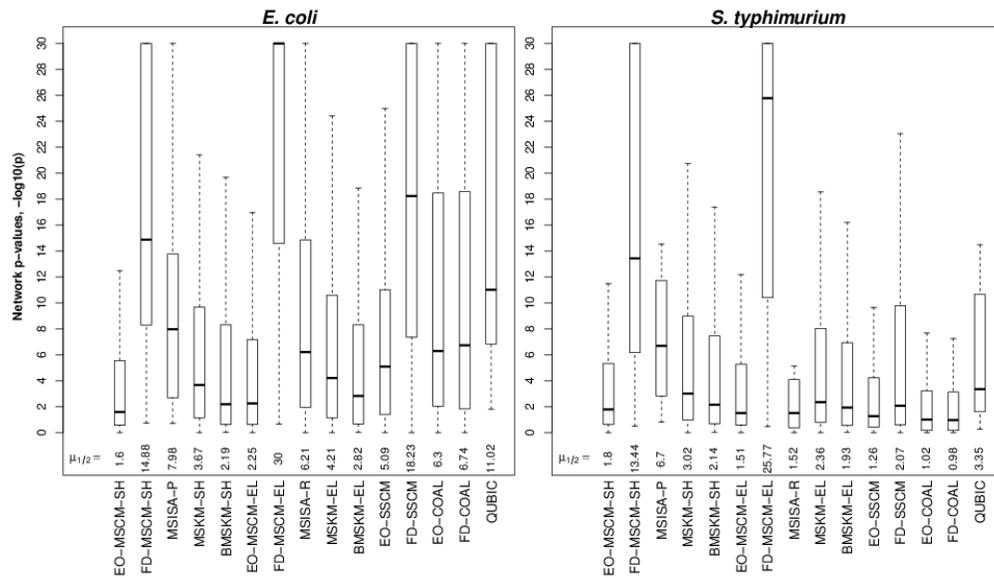 E. coli
S. typhimurium
Network p-values, -log10(p)
30
28
26
24
22
20
18
16
14
12
10
8
6
4
2
0
μ1/2 =
1.6
14.88
7.98
3.67
2.19
2.25
30
6.21
4.21
2.82
5.09
18.23
6.3
6.74
11.02
EO-MSCM-SH
FD-MSCM-SH
MSISA-P
MSKM-SH
BMSKM-SH
EO-MSCM-EL
FD-MSCM-EL
MSISA-R
MSKM-EL
BMSKM-EL
EO-SSCM
FD-SSCM
EO-COAL
FD-COAL
QUBIC
30
28
26
24
22
20
18
16
14
12
10
8
6
4
2
0
μ1/2 =
1.8
13.44
6.7
3.02
2.14
1.51
25.77
1.52
2.36
1.93
1.26
2.07
1.02
0.98
3.35
EO-MSCM-SH
FD-MSCM-SH
MSISA-P
MSKM-SH
BMSKM-SH
EO-MSCM-EL
FD-MSCM-EL
MSISA-R
MSKM-EL
BMSKM-EL
EO-SSCM
FD-SSCM
EO-COAL
FD-COAL
QUBIC